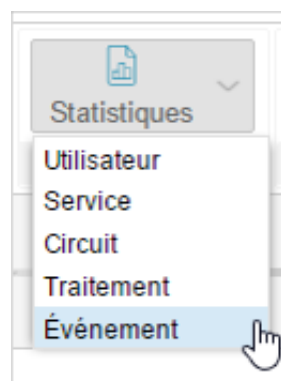 Statistiques
Utilisateur
Service
Circuit
Traitement
Événement